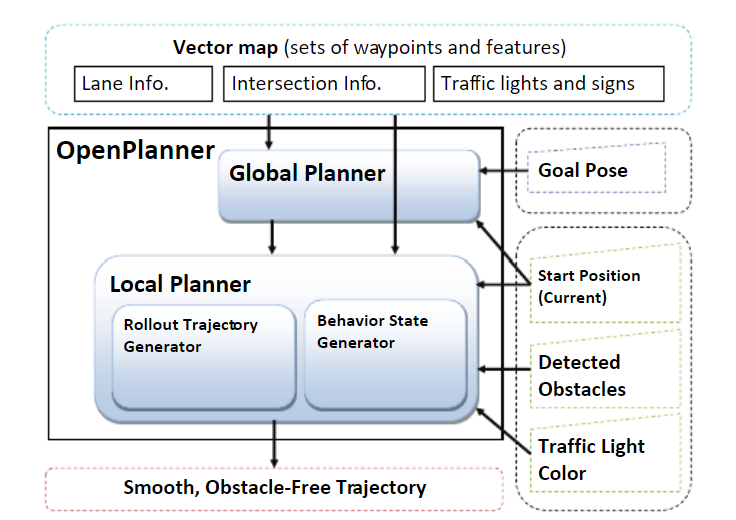 Vector map (sets of waypoints and features)
Lane Info.
Intersection Info.
Traffic lights and signs
OpenPlanner
Global Planner
Goal Pose
Local Planner
Start Position
(Current)
Rollout Trajectory
Generator
Behavior State
Generator
Detected
Obstacles
Traffic Light
Color
Smooth, Obstacle-Free Trajectory